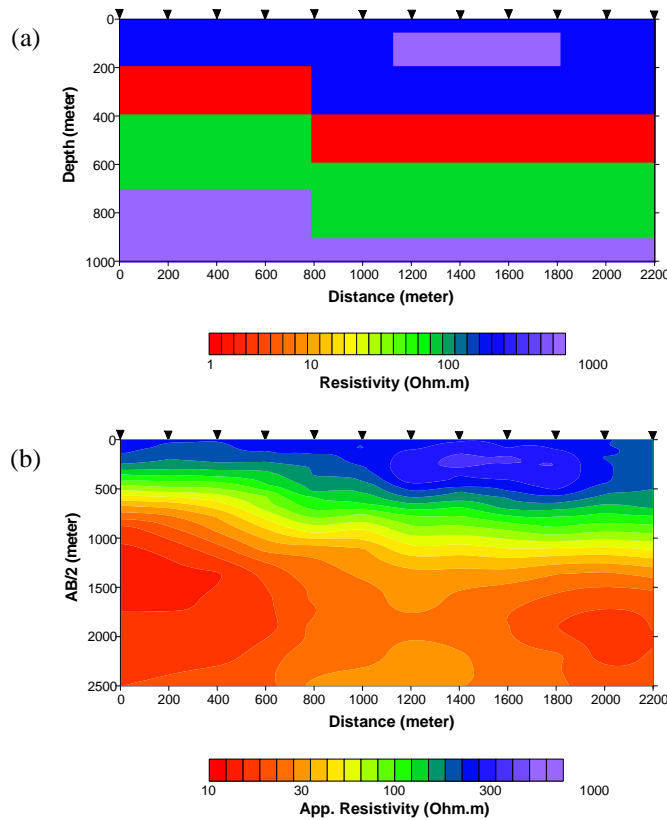 (a)
0
200
400
600
800
1000
Depth (meter)
0 200 400 600 800 1000 1200 1400 1600 1800 2000 2200
Distance (meter)
1 10 100 1000
Resistivity (Ohm.m)
(b)
0
500
1000
1500
2000
2500
AB/2 (meter)
0 200 400 600 800 1000 1200 1400 1600 1800 2000 2200
Distance (meter)
10 30 100 300 1000
App. Resistivity (Ohm.m)